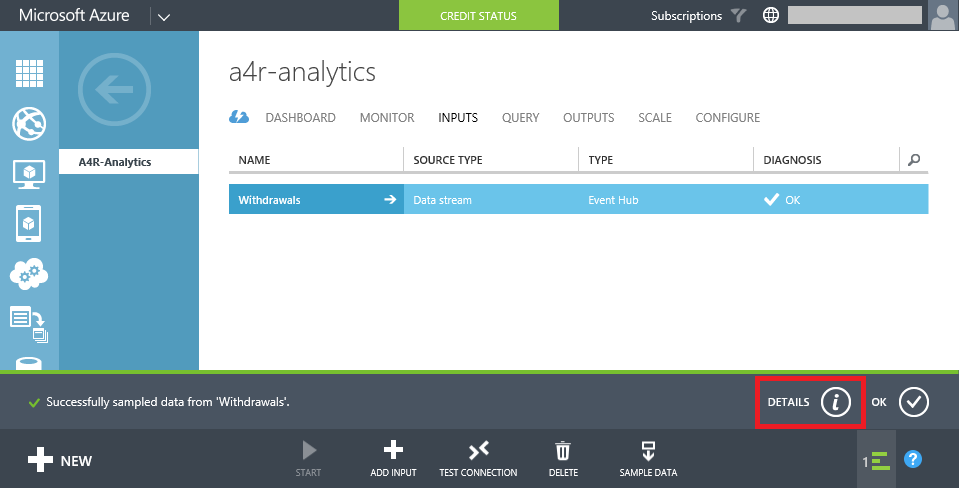 Microsoft Azure CREDIT STATUS Subscriptions
a4r-analytics
DASHBOARD MONITOR INPUTS QUERY OUTPUTS SCALE CONFIGURE
A4R-Analytics
NAME SOURCE TYPE TYPE DIAGNOSIS
Withdrawals Data stream Event Hub OK
Successfully sampled data from 'Withdrawals'. DETAILS i OK
NEW START ADD INPUT TEST CONNECTION DELETE SAMPLE DATA 1 ?